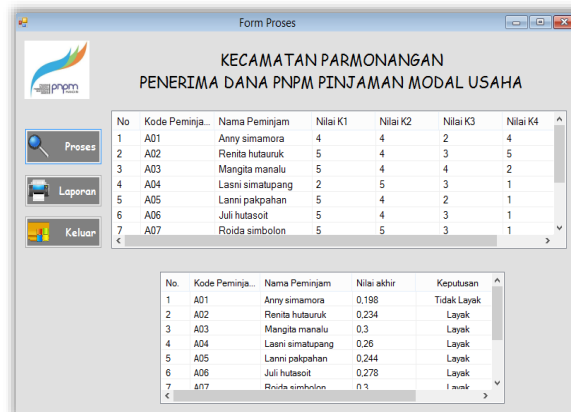 Form Proses
pnpm
KECAMATAN PARMONANGAN
PENERIMA DANA PNPM PINJAMAN MODAL USAHA
Proses
Laporan
Keluar
No Kode Peminja... Nama Peminjam Nilai K1 Nilai K2 Nilai K3 Nilai K4
1 A01 Anny simamora 4 4 2 4
2 A02 Renita hutauruk 5 4 3 5
3 A03 Mangita manalu 5 4 4 2
4 A04 Lasni simatupang 2 5 3 1
5 A05 Lanni pakpahan 5 4 2 1
6 A06 Juli hutasoit 5 4 3 1
7 A07 Roida simbolon 5 5 3 1
No. Kode Peminja... Nama Peminjam Nilai akhir Keputusan
1 A01 Anny simamora 0,198 Tidak Layak
2 A02 Renita hutauruk 0,234 Layak
3 A03 Mangita manalu 0,3 Layak
4 A04 Lasni simatupang 0,26 Layak
5 A05 Lanni pakpahan 0,244 Layak
6 A06 Juli hutasoit 0,278 Layak
7 A07 Roida simbolon 0,3 Layak